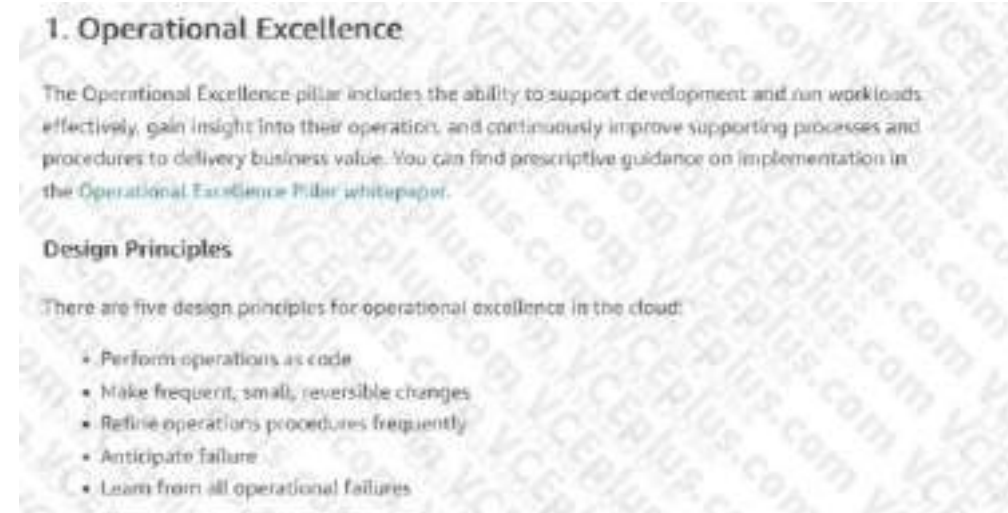 1. Operational Excellence
The Operational Excellence pillar includes the ability to support development and run workloads
effectively, gain insight into their operation, and continuously improve supporting processes and
procedures to delivery business value. You can find prescriptive guidance on implementation in
the Operational Excellence Pillar whitepaper.
Design Principles
There are five design principles for operational excellence in the cloud:
• Perform operations as code
• Make frequent, small, reversible changes
• Refine operations procedures frequently
• Anticipate failure
• Learn from all operational failures
VCEplus.com